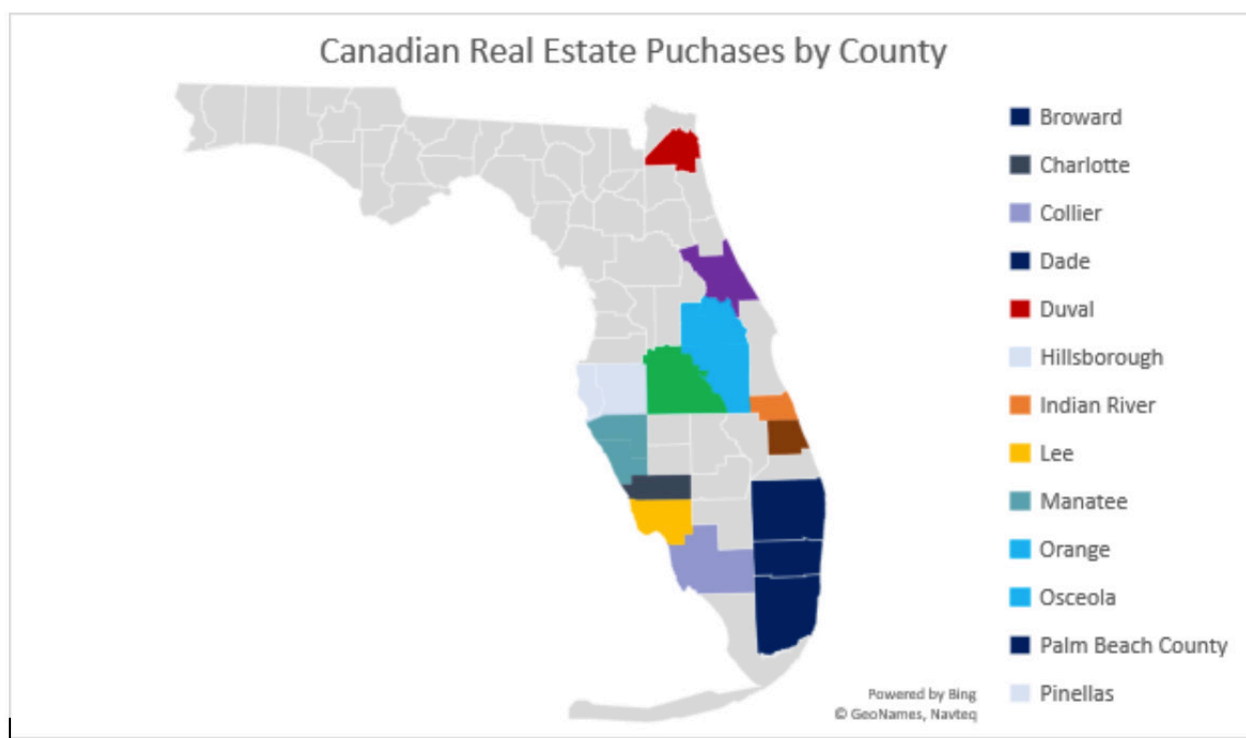 Canadian Real Estate Puchases by County
Broward
Charlotte
Collier
Dade
Duval
Hillsborough
Indian River
Lee
Manatee
Orange
Osceola
Palm Beach County
Pinellas
Powered by Bing
© GeoNames, Navteq